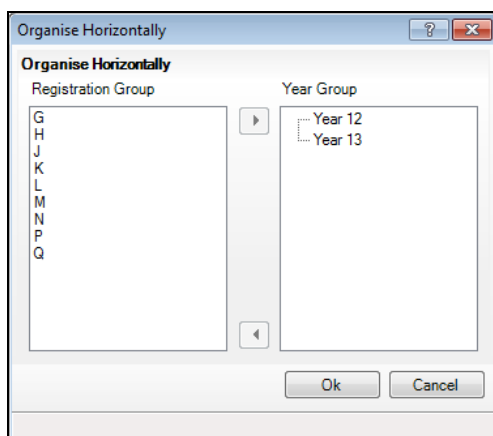 Organise Horizontally
Organise Horizontally
Registration Group
Year Group
G
H
J
K
L
M
N
P
Q
Year 12
Year 13
Ok
Cancel